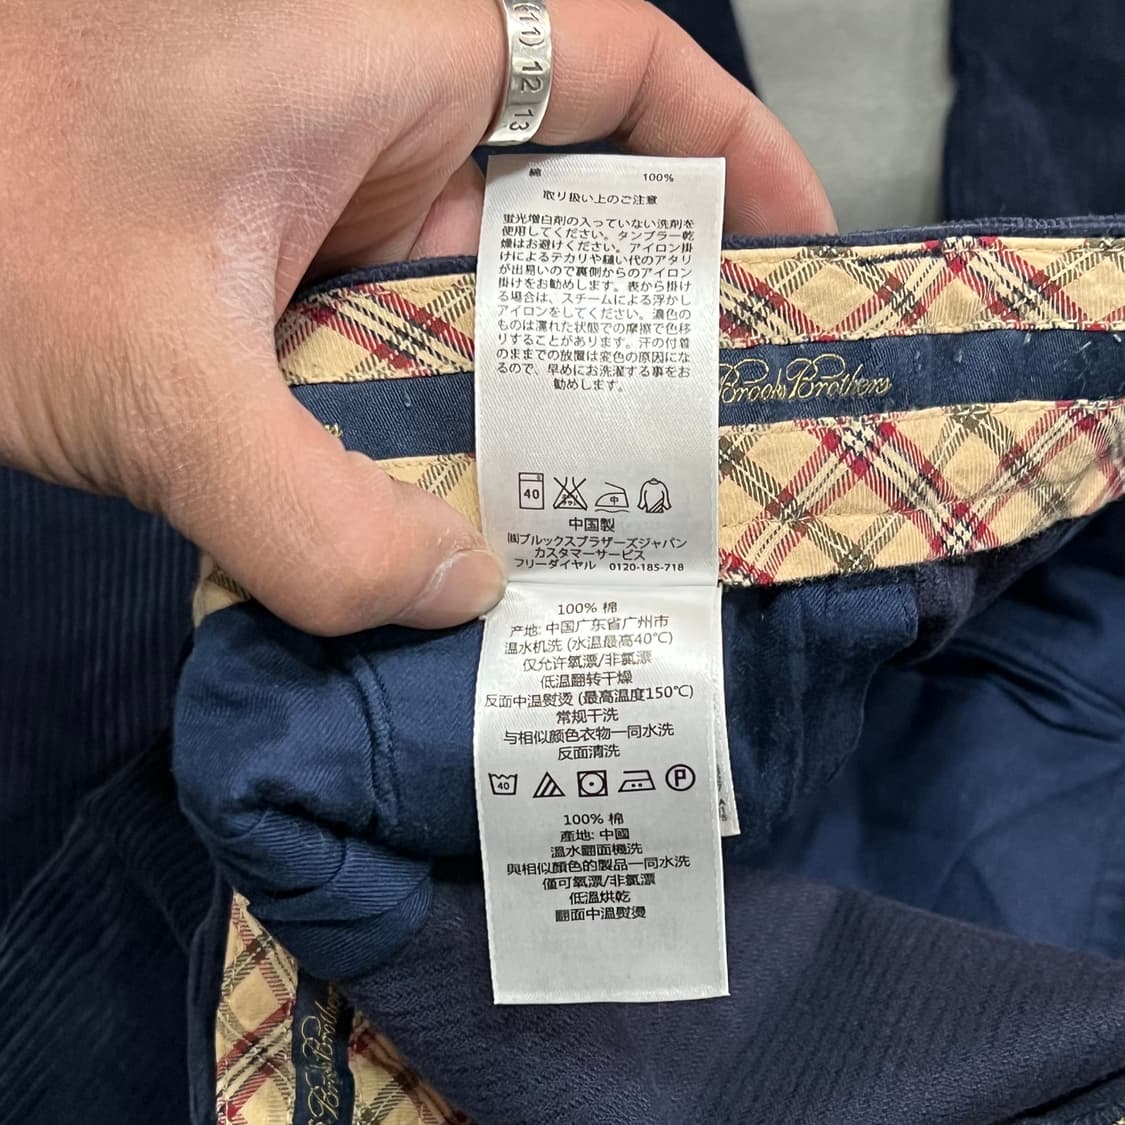 (11) 12 13
綿 100%
取り扱い上のご注意
蛍光増白剤の入っていない洗剤を
使用してください。タンブラー乾
燥はお避けください。アイロン掛
けによるテカリや縫い代のアタリ
が出易いので裏側からのアイロン
掛けをお勧めします。表から掛け
る場合は、スチームによる浮かし
アイロンをしてください。濃色の
ものは濡れた状態での摩擦で色移
りすることがあります。汗の付着
のままでの放置は変色の原因にな
るので、早めにお洗濯する事をお
勧めします。
40 中
中国製
㈱ブルックスブラザーズジャパン
カスタマーサービス
フリーダイヤル 0120-185-718
Brooks Brothers
100% 棉
产地: 中国广东省广州市
温水机洗 (水温最高40℃)
仅允许氧漂/非氯漂
低温翻转干燥
反面中温熨烫 (最高温度150℃)
常规干洗
与相似颜色衣物一同水洗
反面清洗
40 P
100% 棉
產地: 中國
溫水翻面機洗
與相似顏色的製品一同水洗
僅可氧漂/非氯漂
低溫烘乾
翻面中溫熨燙
Brooks Brothers